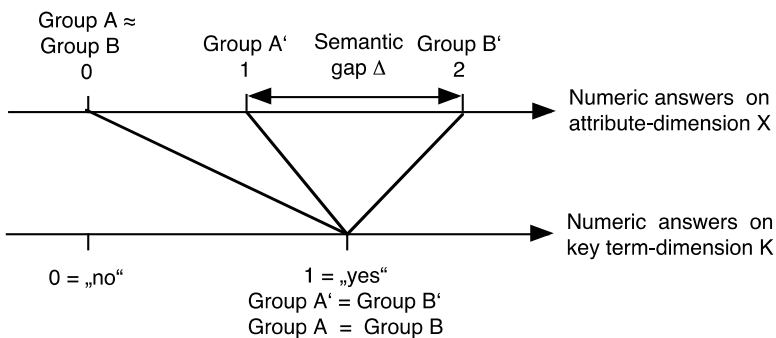 Group A ≈
Group B
0
Group A‘
1
Semantic
gap Δ
Group B‘
2
Numeric answers on
attribute-dimension X
Numeric answers on
key term-dimension K
0 = „no“
1 = „yes“
Group A‘ = Group B‘
Group A = Group B